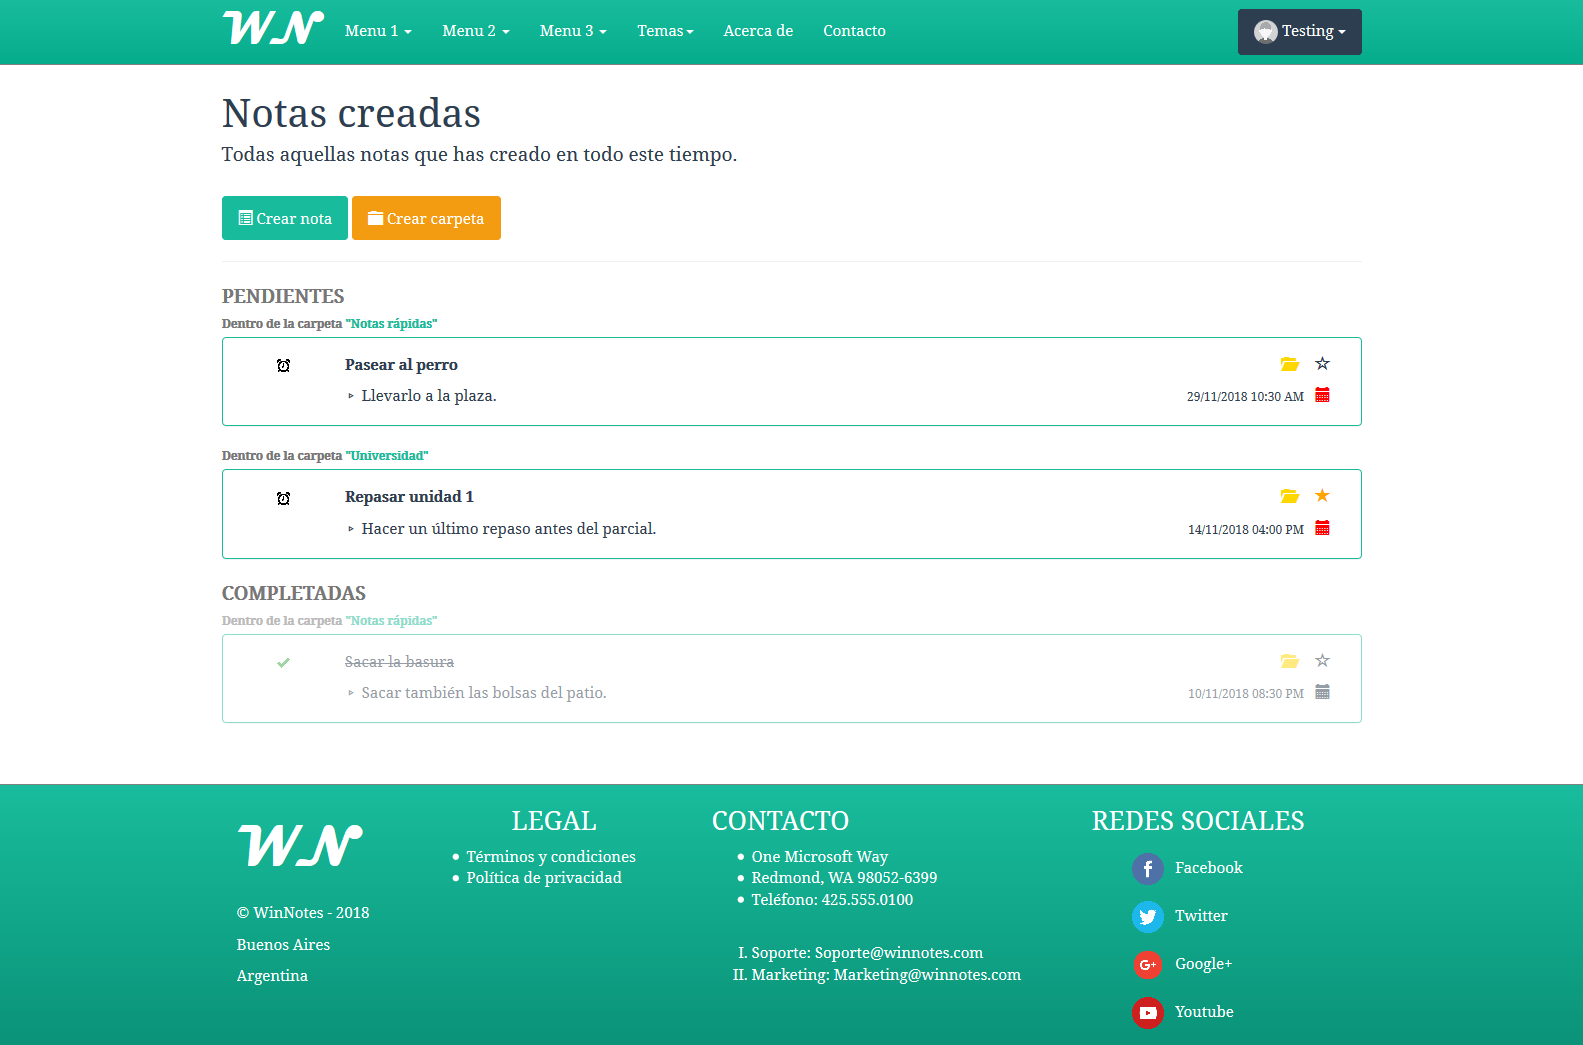 WN Menu 1 Menu 2 Menu 3 Temas Acerca de Contacto Testing
Notas creadas
Todas aquellas notas que has creado en todo este tiempo.
Crear nota Crear carpeta
PENDIENTES
Dentro de la carpeta "Notas rápidas"
Pasear al perro
Llevarlo a la plaza.
29/11/2018 10:30 AM
Dentro de la carpeta "Universidad"
Repasar unidad 1
Hacer un último repaso antes del parcial.
14/11/2018 04:00 PM
COMPLETADAS
Dentro de la carpeta "Notas rápidas"
Sacar la basura
Sacar también las bolsas del patio.
10/11/2018 08:30 PM
WN
© WinNotes - 2018
Buenos Aires
Argentina
LEGAL
Términos y condiciones
Política de privacidad
CONTACTO
One Microsoft Way
Redmond, WA 98052-6399
Teléfono: 425.555.0100
I. Soporte: Soporte@winnotes.com
II. Marketing: Marketing@winnotes.com
REDES SOCIALES
Facebook
Twitter
Google+
Youtube